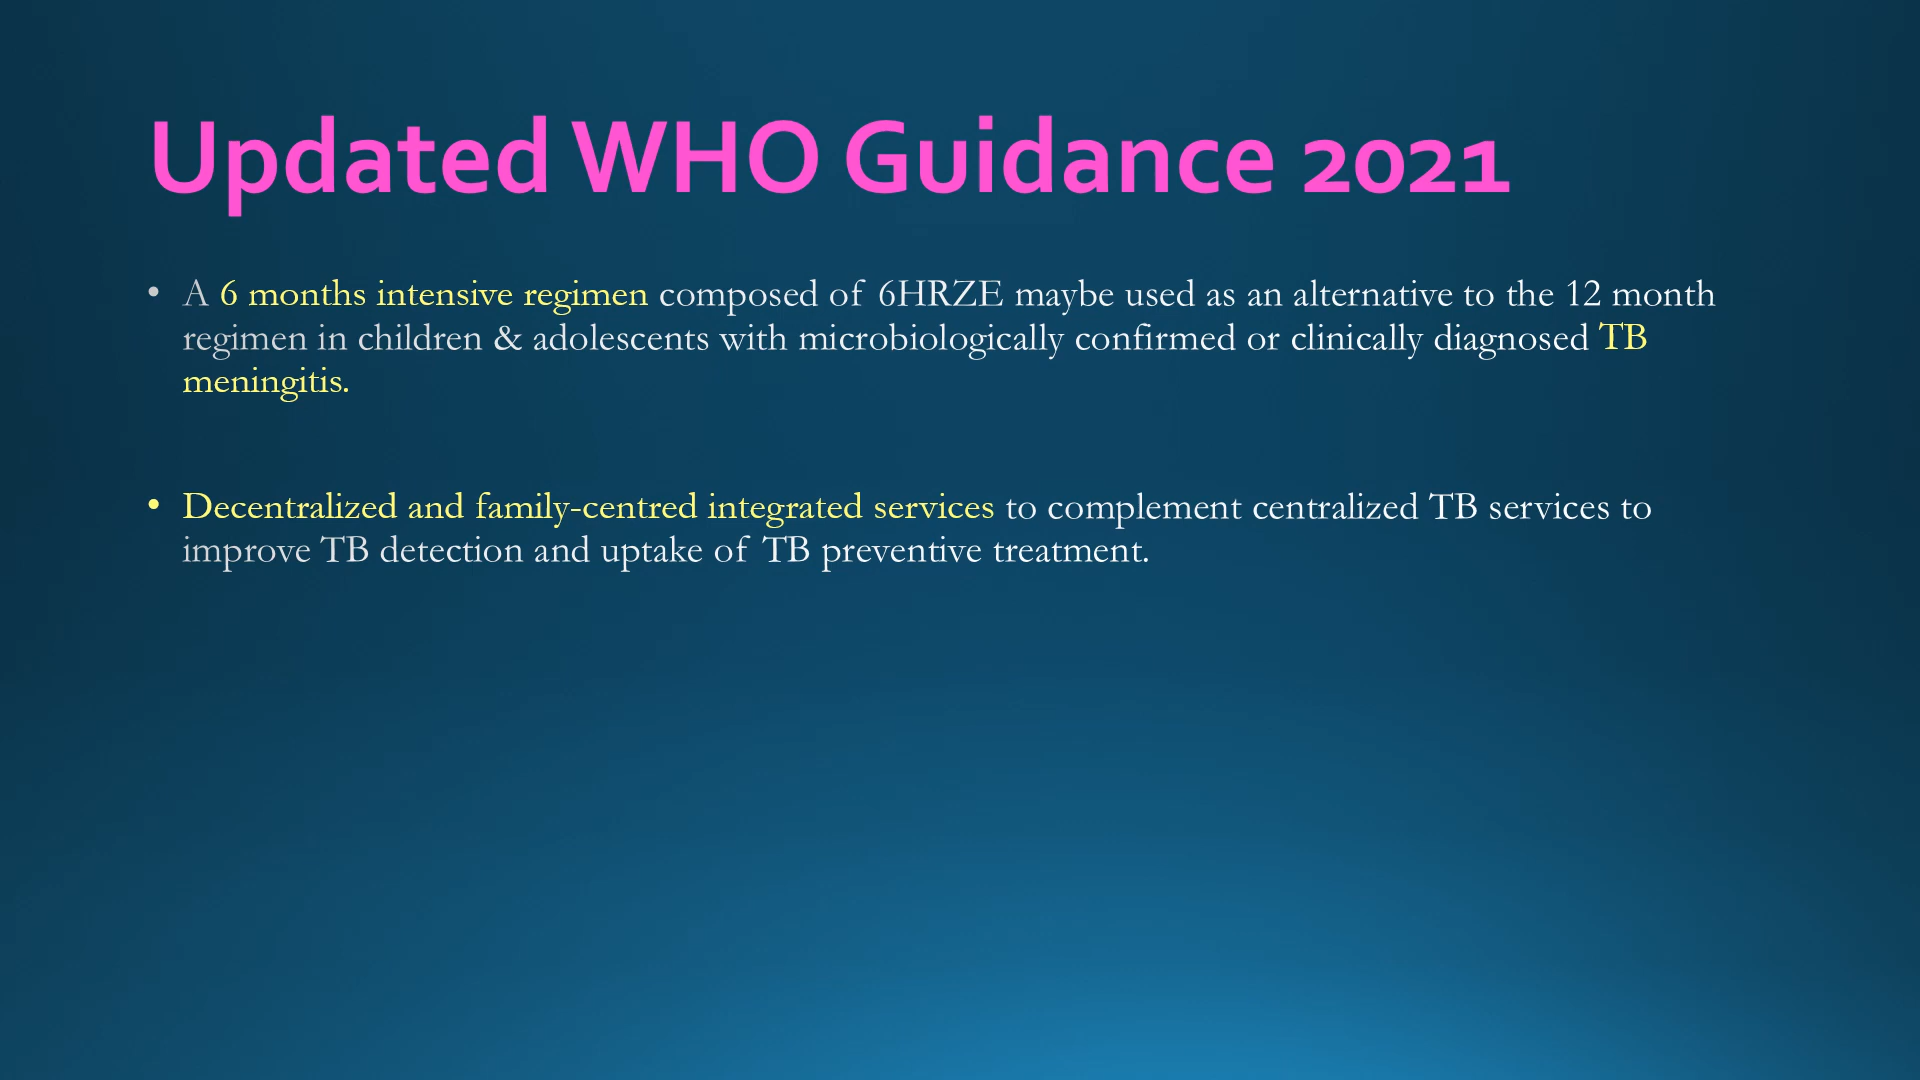 Updated WHO Guidance 2021
• A 6 months intensive regimen composed of 6HRZE maybe used as an alternative to the 12 month
regimen in children & adolescents with microbiologically confirmed or clinically diagnosed TB
meningitis.
• Decentralized and family-centred integrated services to complement centralized TB services to
improve TB detection and uptake of TB preventive treatment.